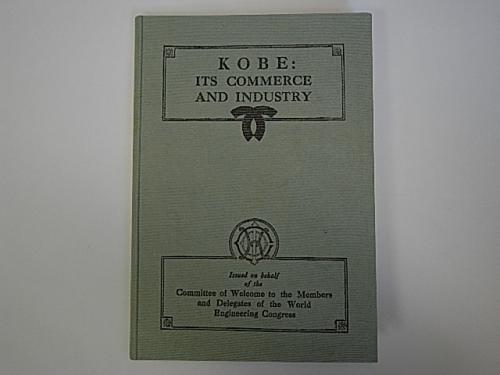 KOBE:
ITS COMMERCE
AND INDUSTRY
Issued on behalf
of the
Committee of Welcome to the Members
and Delegates of the World
Engineering Congress